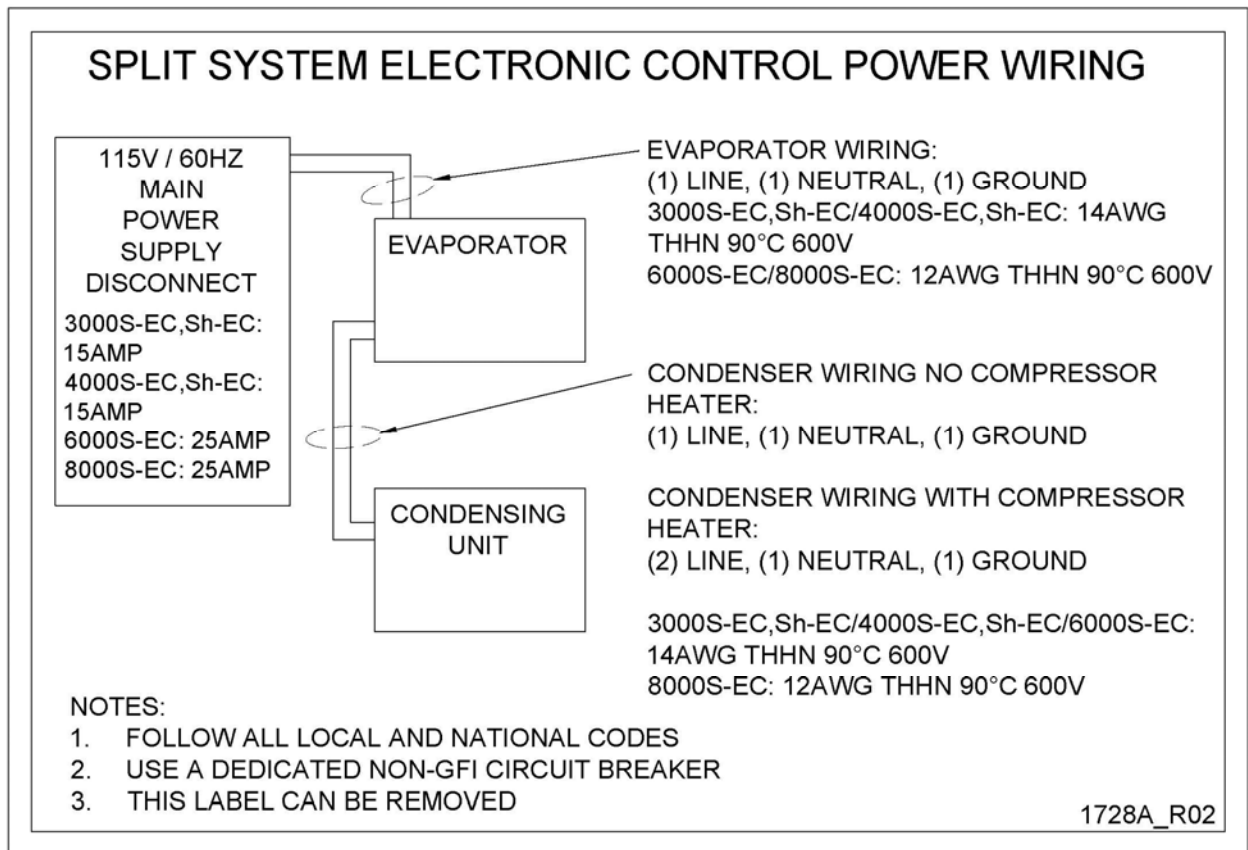 SPLIT SYSTEM ELECTRONIC CONTROL POWER WIRING
115V / 60HZ
MAIN
POWER
SUPPLY
DISCONNECT
3000S-EC,Sh-EC:
15AMP
4000S-EC,Sh-EC:
15AMP
6000S-EC: 25AMP
8000S-EC: 25AMP
EVAPORATOR
CONDENSING
UNIT
EVAPORATOR WIRING:
(1) LINE, (1) NEUTRAL, (1) GROUND
3000S-EC,Sh-EC/4000S-EC,Sh-EC: 14AWG
THHN 90°C 600V
6000S-EC/8000S-EC: 12AWG THHN 90°C 600V
CONDENSER WIRING NO COMPRESSOR
HEATER:
(1) LINE, (1) NEUTRAL, (1) GROUND
CONDENSER WIRING WITH COMPRESSOR
HEATER:
(2) LINE, (1) NEUTRAL, (1) GROUND
3000S-EC,Sh-EC/4000S-EC,Sh-EC/6000S-EC:
14AWG THHN 90°C 600V
8000S-EC: 12AWG THHN 90°C 600V
NOTES:
1. FOLLOW ALL LOCAL AND NATIONAL CODES
2. USE A DEDICATED NON-GFI CIRCUIT BREAKER
3. THIS LABEL CAN BE REMOVED
1728A_R02